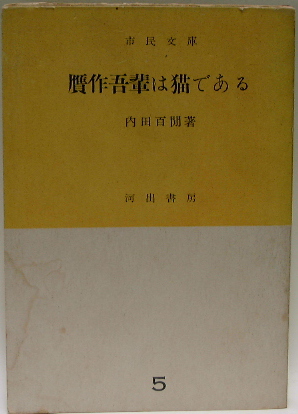 市民文庫
贋作吾輩は猫である
内田百閒著
河出書房
5